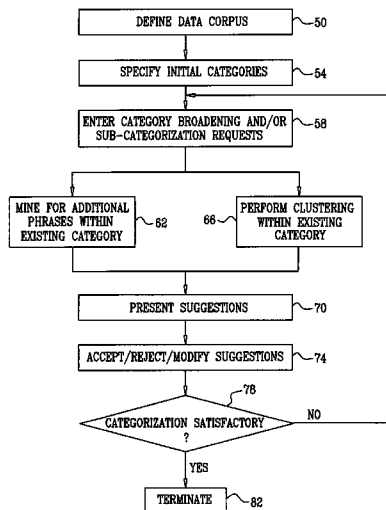 DEFINE DATA CORPUS
50
SPECIFY INITIAL CATEGORIES
54
ENTER CATEGORY BROADENING AND/OR
SUB-CATEGORIZATION REQUESTS
58
MINE FOR ADDITIONAL
PHRASES WITHIN
EXISTING CATEGORY
62
66
PERFORM CLUSTERING
WITHIN EXISTING
CATEGORY
PRESENT SUGGESTIONS
70
ACCEPT/REJECT/MODIFY SUGGESTIONS
74
78
CATEGORIZATION SATISFACTORY
?
NO
YES
TERMINATE
82